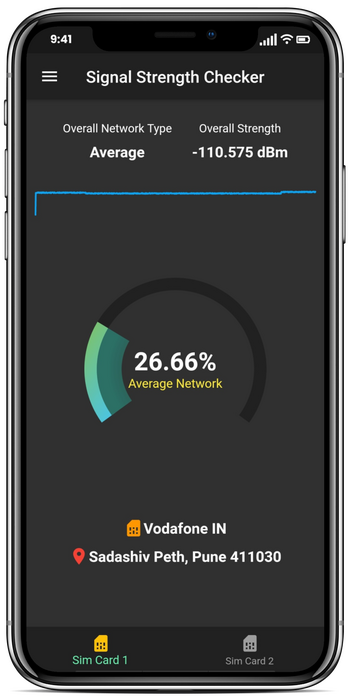 9:41
Signal Strength Checker
Overall Network Type Overall Strength
Average -110.575 dBm
26.66%
Average Network
Vodafone IN
Sadashiv Peth, Pune 411030
Sim Card 1 Sim Card 2